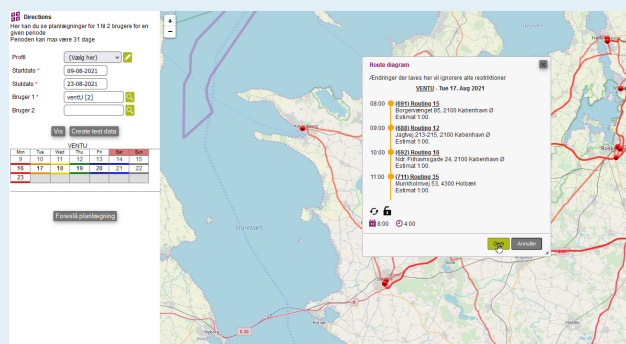 Directions
Her kan du se planlægninger for 1 til 2 brugere for en
given periode
Perioden kan max være 31 dage
Profil (Vælg her)
Startdato * 09-08-2021
Slutdato * 23-08-2021
Bruger 1 * ventU [2]
Bruger 2
Vis Create test data
VENTU
Mon Tue Wed Thu Fri Sat Sun
9 10 11 12 13 14 15
16 17 18 19 20 21 22
23
Foreslå planlægning
+
−
Storebælt
Nyborg
E 20
Korsør
Haslev
Route diagram
Ændringer der laves her vil ignorere alle restriktioner
VENTU - Tue 17. Aug 2021
08:00 (691) Routing 15
Borgervænget 85, 2100 København Ø
Estimat 1:00.
09:00 (688) Routing 12
Jagtvej 213-215, 2100 København Ø
Estimat 1:00.
10:00 (692) Routing 16
Ndr. Frihavnsgade 24, 2100 København Ø
Estimat 1:00.
11:00 (711) Routing 35
Munkholmvej 53, 4300 Holbæk
Estimat 1:00.
8:00 4:00
Annuller